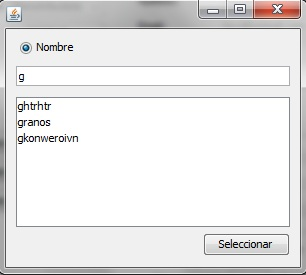 Nombre
g
ghtrhtr
granos
gkonweroivn
Seleccionar